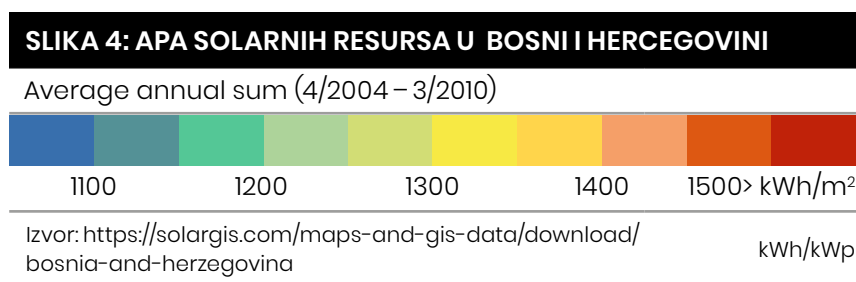 SLIKA 4: APA SOLARNIH RESURSA U BOSNI I HERCEGOVINI
Average annual sum (4/2004 – 3/2010)
1100 1200 1300 1400 1500> kWh/m²
Izvor: https://solargis.com/maps-and-gis-data/download/
bosnia-and-herzegovina
kWh/kWp